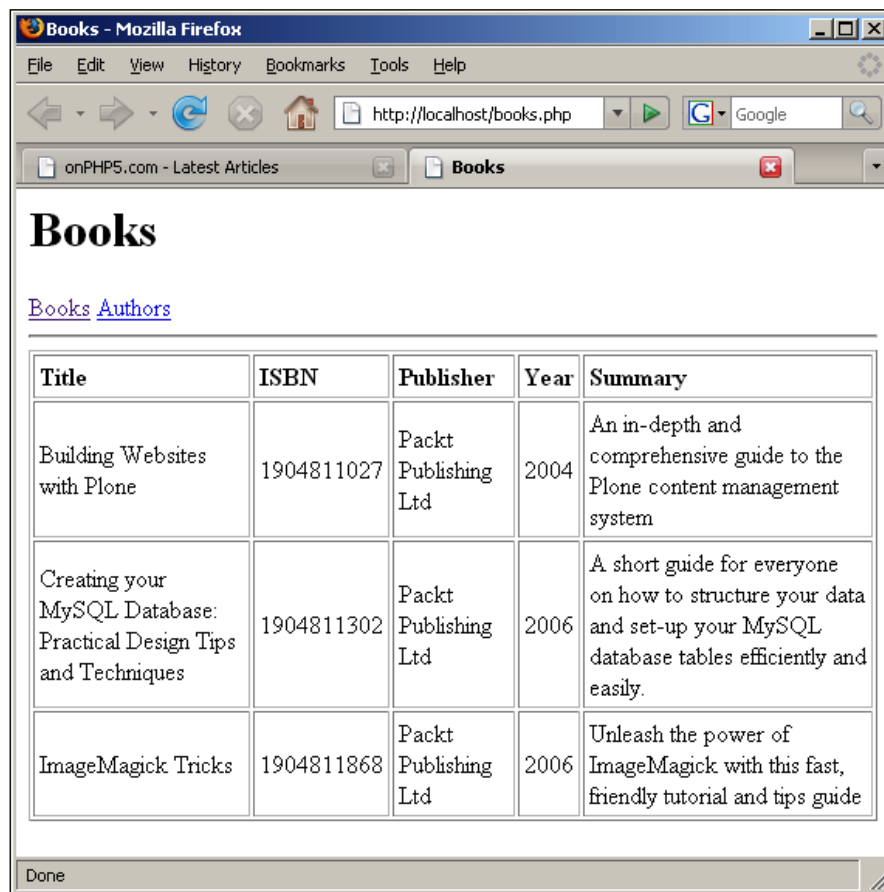 Books - Mozilla Firefox
File Edit View History Bookmarks Tools Help
http://localhost/books.php
G Google
onPHP5.com - Latest Articles
Books
Books
Books Authors
Title ISBN Publisher Year Summary
Building Websites
with Plone
1904811027
Packt
Publishing
Ltd
2004
An in-depth and
comprehensive guide to the
Plone content management
system
Creating your
MySQL Database:
Practical Design Tips
and Techniques
1904811302
Packt
Publishing
Ltd
2006
A short guide for everyone
on how to structure your data
and set-up your MySQL
database tables efficiently and
easily.
ImageMagick Tricks
1904811868
Packt
Publishing
Ltd
2006
Unleash the power of
ImageMagick with this fast,
friendly tutorial and tips guide
Done